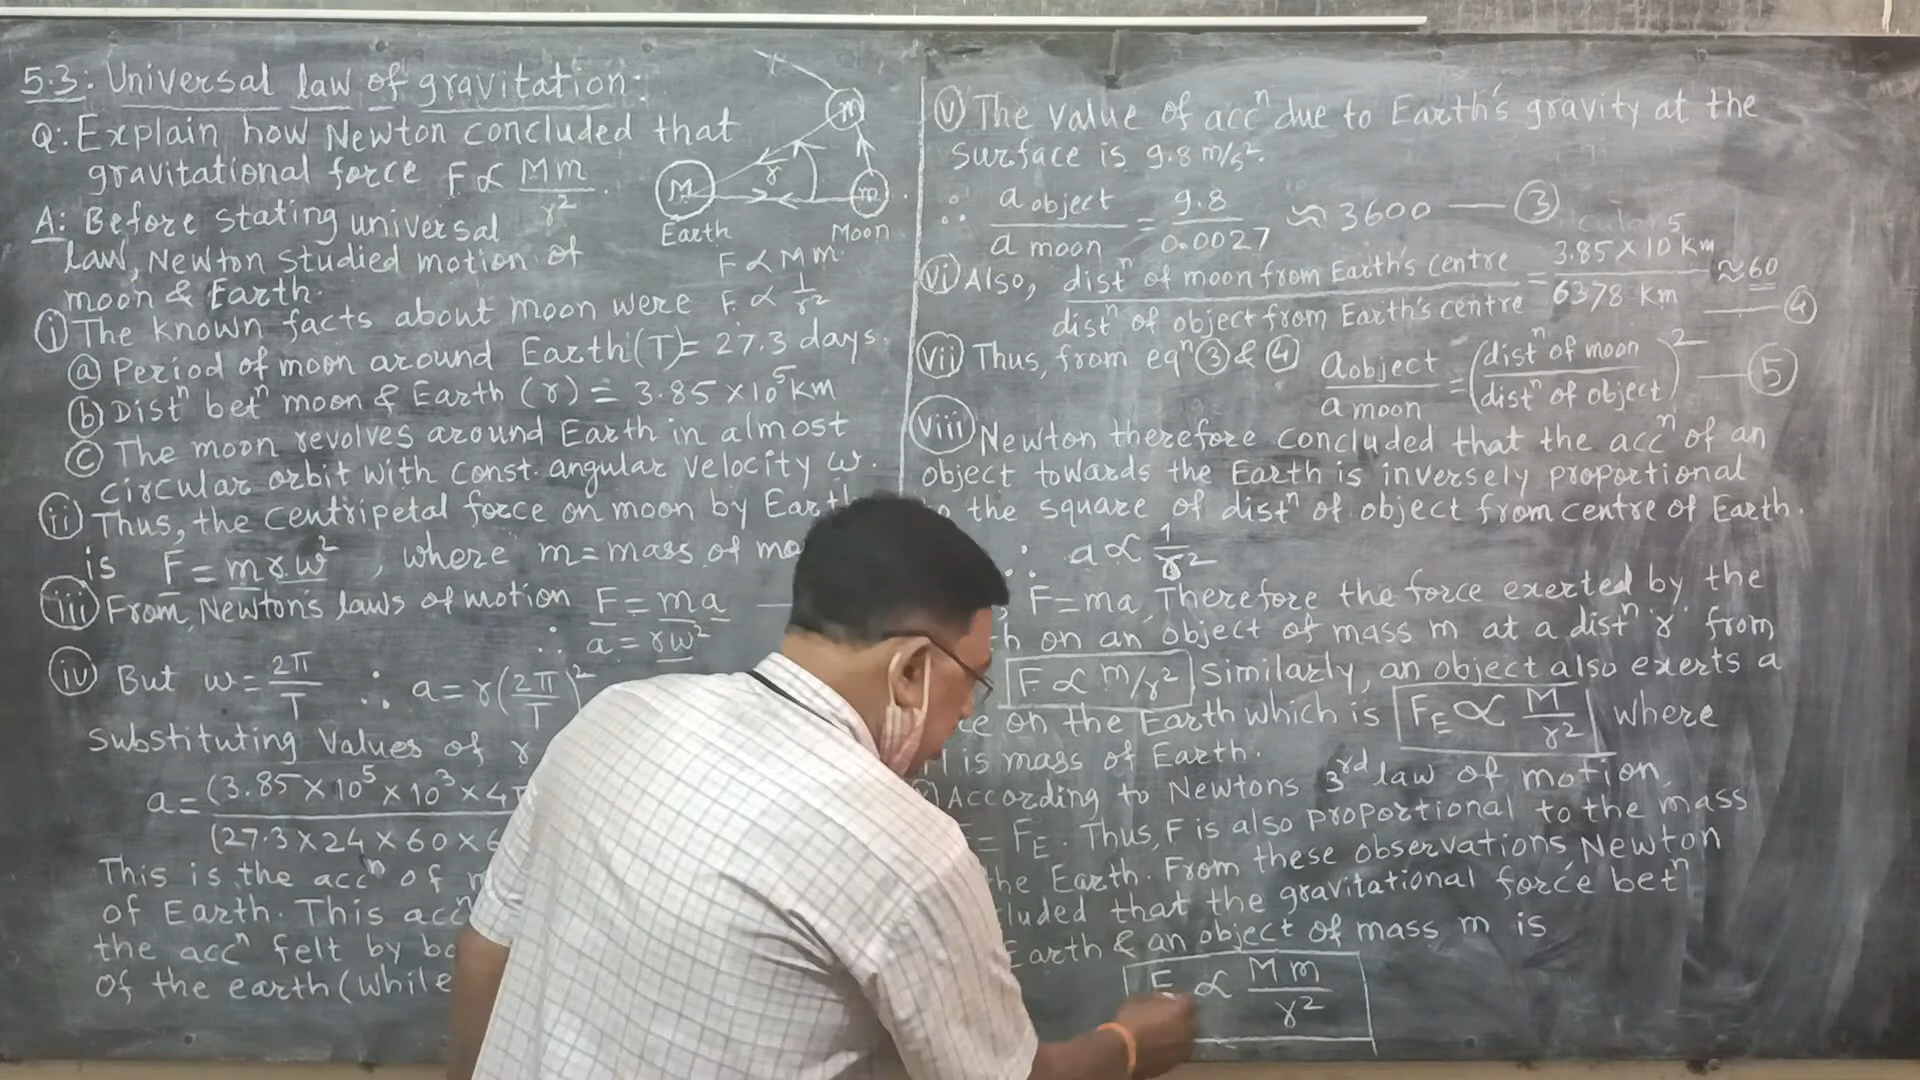 5.3: Universal law of gravitation:
Q: Explain how Newton concluded that
gravitational force F ∝ Mm/r².
A: Before stating universal
law, Newton studied motion of
moon & Earth.
m
M r m
Earth Moon
F ∝ Mm
F ∝ 1/r²
(i) The known facts about moon were
(a) Period of moon around Earth (T) = 27.3 days.
(b) Distⁿ betⁿ moon & Earth (r) = 3.85 × 10⁵ km
(c) The moon revolves around Earth in almost
circular orbit with const. angular velocity ω.
(ii) Thus, the centripetal force on moon by Earth
is F = mrω², where m = mass of mo
(iii) From, Newton's laws of motion F = ma —
∴ a = rω²
(iv) But ω = 2π/T ∴ a = r(2π/T)²
Substituting values of r
a = (3.85 × 10⁵ × 10³ × 4π
(27.3 × 24 × 60 × 6
This is the accⁿ of
of Earth. This accⁿ
the accⁿ felt by bo
of the earth (while
(v) The value of accⁿ due to Earth's gravity at the
surface is 9.8 m/s².
∴ a object / a moon = 9.8 / 0.0027 ≈ 3600 — (3)
(vi) Also, distⁿ of moon from Earth's centre / distⁿ of object from Earth's centre = 3.85 × 10⁵ km / 6378 km ≈ 60 — (4)
(vii) Thus, from eqⁿ (3) & (4) a object / a moon = (distⁿ of moon / distⁿ of object)² — (5)
(viii) Newton therefore concluded that the accⁿ of an
object towards the Earth is inversely proportional
the square of distⁿ of object from centre of Earth.
∴ a ∝ 1/r²
F = ma, Therefore the force exerted by the
h on an object of mass m at a distⁿ r from
F ∝ m/r² Similarly, an object also exerts a
ce on the Earth which is F_E ∝ M/r² where
is mass of Earth.
According to Newtons 3rd law of motion,
= F_E. Thus, F is also proportional to the mass
he Earth. From these observations, Newton
luded that the gravitational force betⁿ
Earth & an object of mass m is
F ∝ Mm/r²